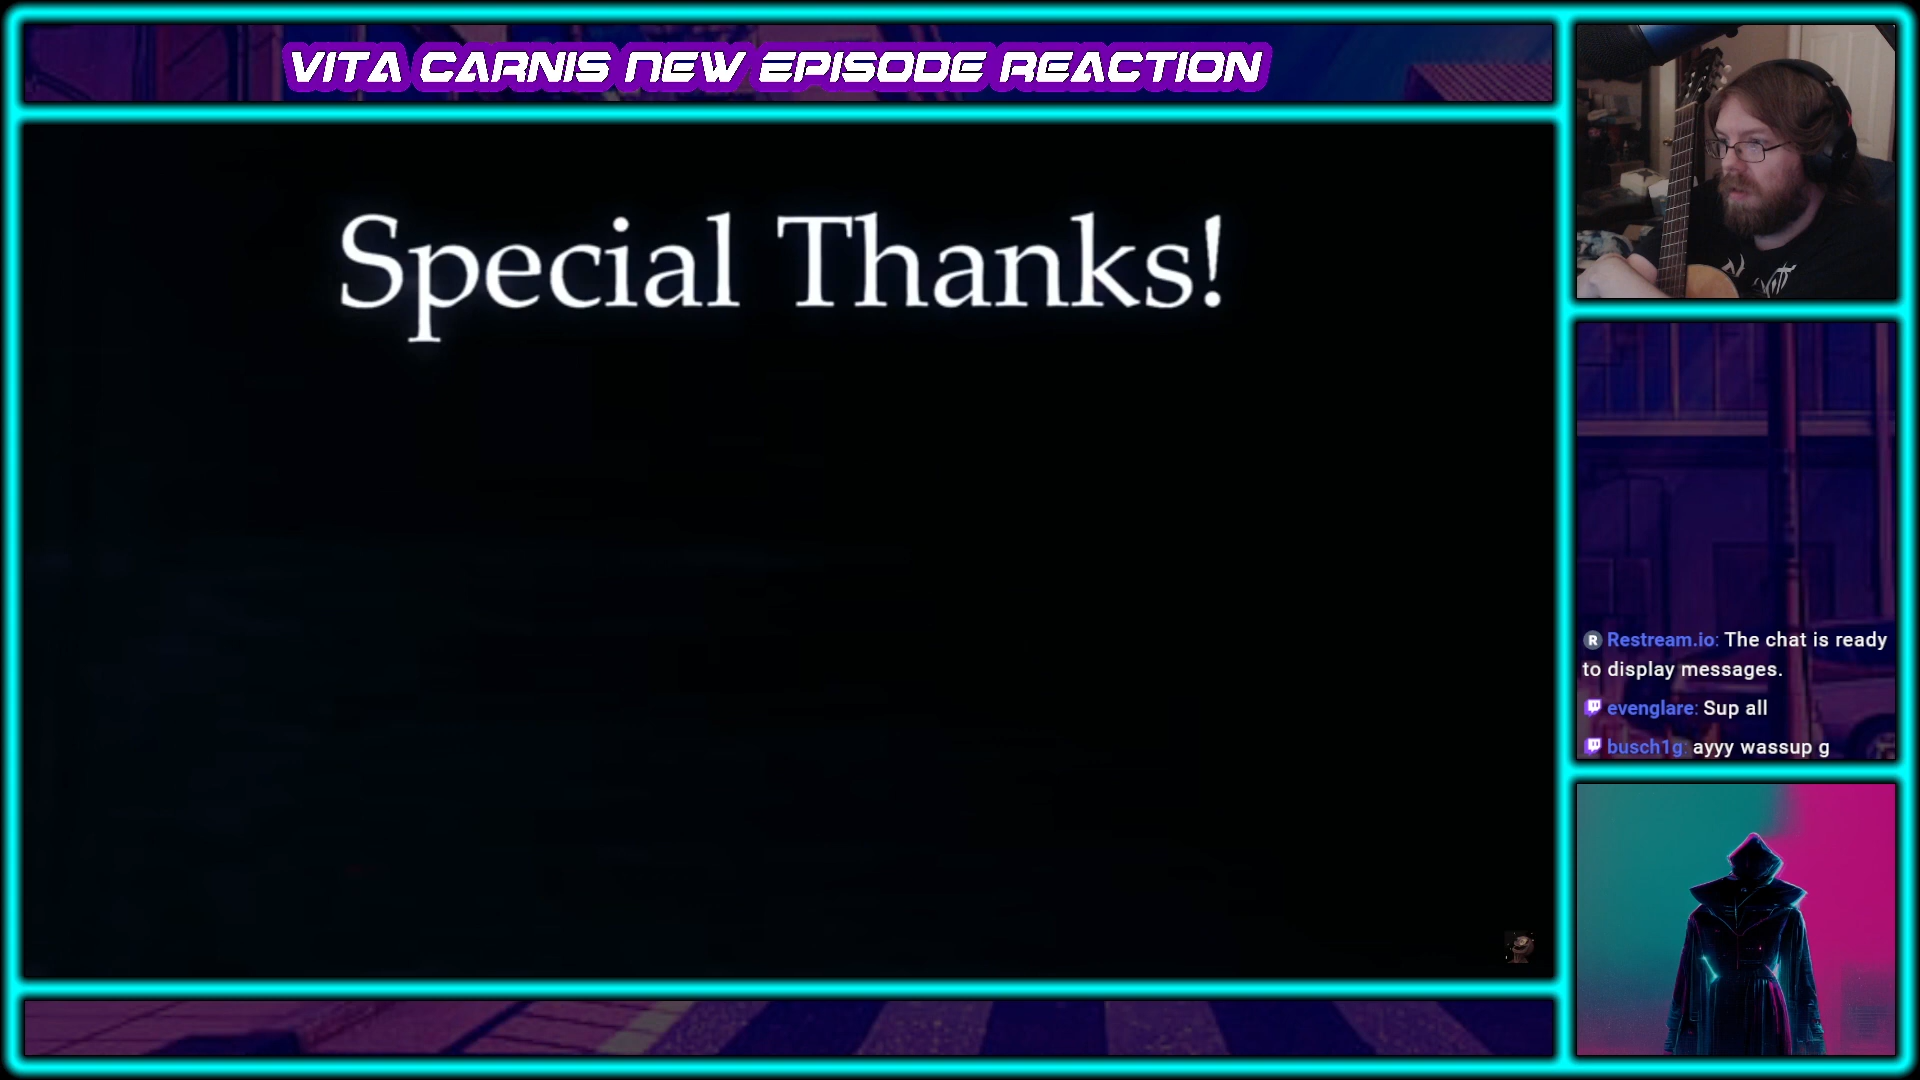 VITA CARNIS NEW EPISODE REACTION
Special Thanks!
R Restream.io: The chat is ready
to display messages.
evenglare: Sup all
busch1g: ayyy wassup g